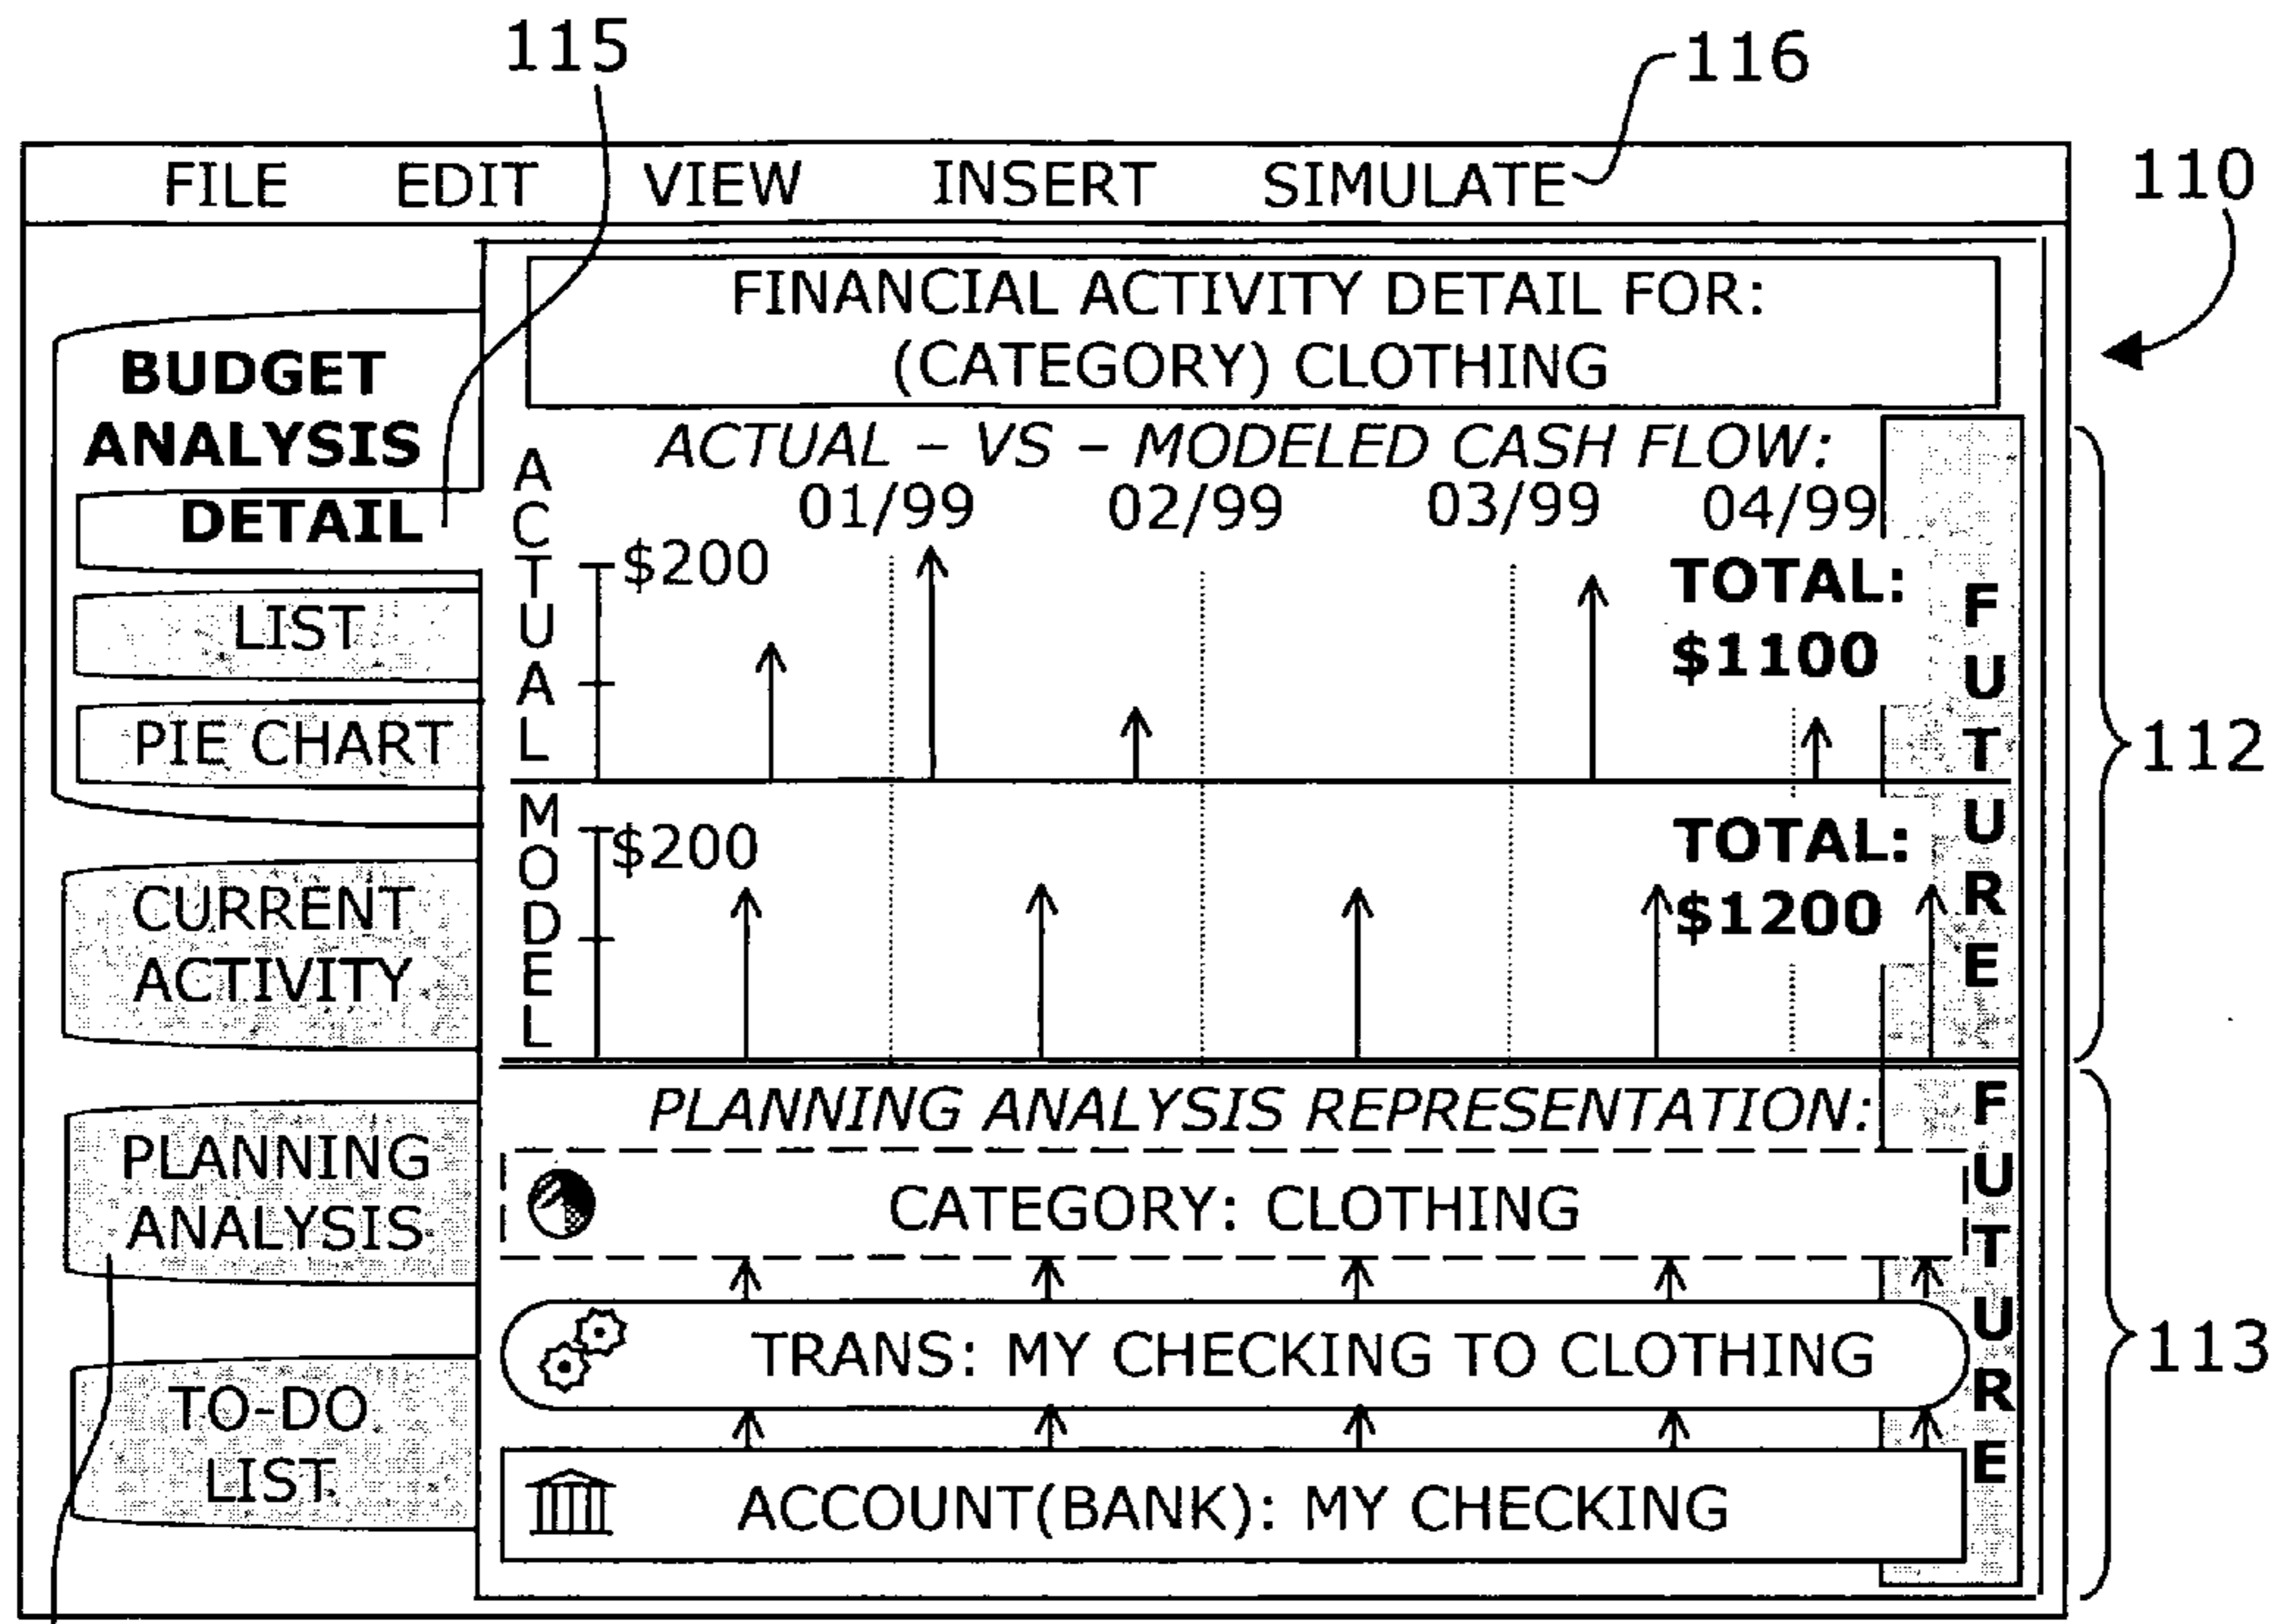 115
116
FILE EDIT VIEW INSERT SIMULATE
110
FINANCIAL ACTIVITY DETAIL FOR:
(CATEGORY) CLOTHING
BUDGET
ANALYSIS
DETAIL
LIST
PIE CHART
CURRENT
ACTIVITY
PLANNING
ANALYSIS
TO-DO
LIST
ACTUAL – VS – MODELED CASH FLOW:
01/99 02/99 03/99 04/99
ACTUAL
$200
TOTAL:
$1100
MODEL
$200
TOTAL:
$1200
FUTURE
112
PLANNING ANALYSIS REPRESENTATION:
CATEGORY: CLOTHING
TRANS: MY CHECKING TO CLOTHING
ACCOUNT(BANK): MY CHECKING
FUTURE
113